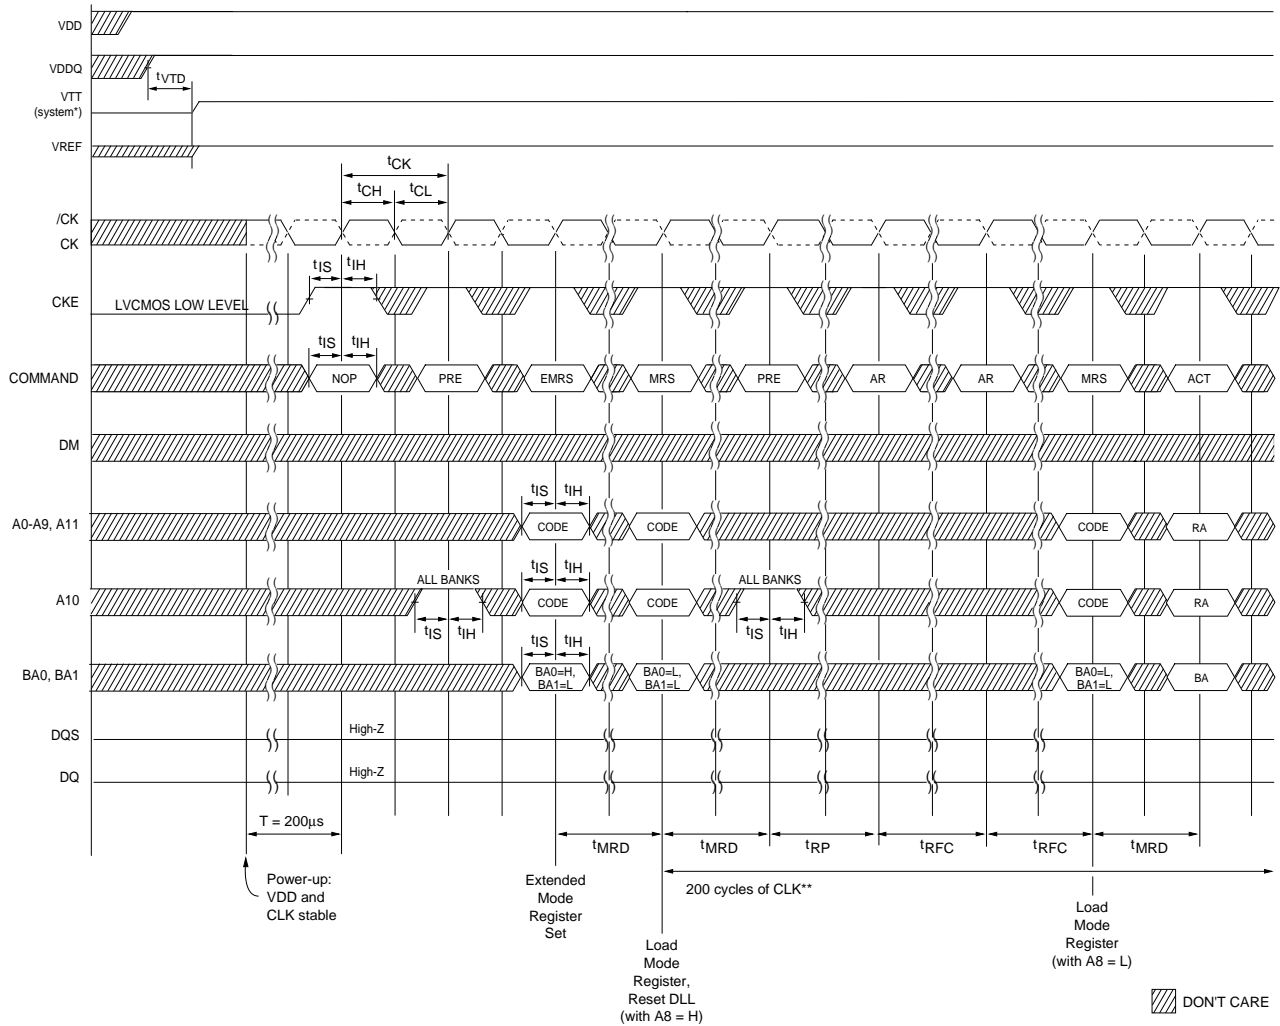 VDD
VDDQ
tVTD
VTT
(system*)
VREF
tCK
tCH
tCL
/CK
CK
tIS
tIH
CKE
LVCMOS LOW LEVEL
tIS
tIH
COMMAND
NOP
PRE
EMRS
MRS
PRE
AR
AR
MRS
ACT
DM
tIS
tIH
A0-A9, A11
CODE
CODE
CODE
RA
ALL BANKS
tIS
tIH
ALL BANKS
A10
CODE
CODE
CODE
RA
tIS
tIH
tIS
tIH
tIS
tIH
BA0, BA1
BA0=H,
BA1=L
BA0=L,
BA1=L
BA0=L,
BA1=L
BA
DQS
High-Z
DQ
High-Z
T = 200µs
tMRD
tMRD
tRP
tRFC
tRFC
tMRD
Power-up:
VDD and
CLK stable
Extended
Mode
Register
Set
200 cycles of CLK**
Load
Mode
Register,
Reset DLL
(with A8 = H)
Load
Mode
Register
(with A8 = L)
DON'T CARE